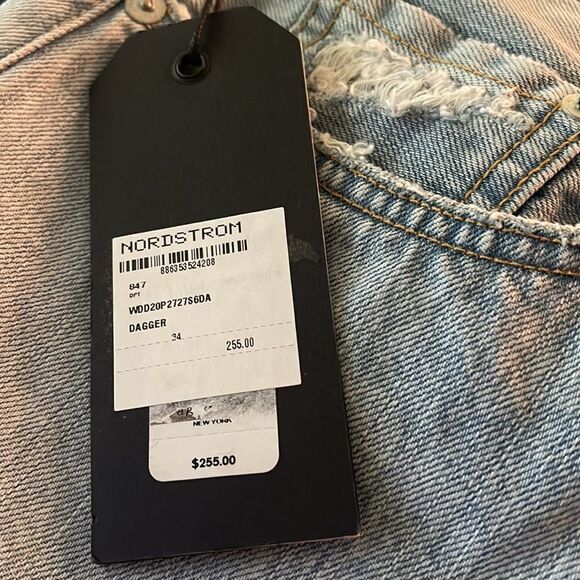 NORDSTROM
886353524208
847
DPT
WDD20P2727S6DA
DAGGER
34
255.00
NEW YORK
$255.00